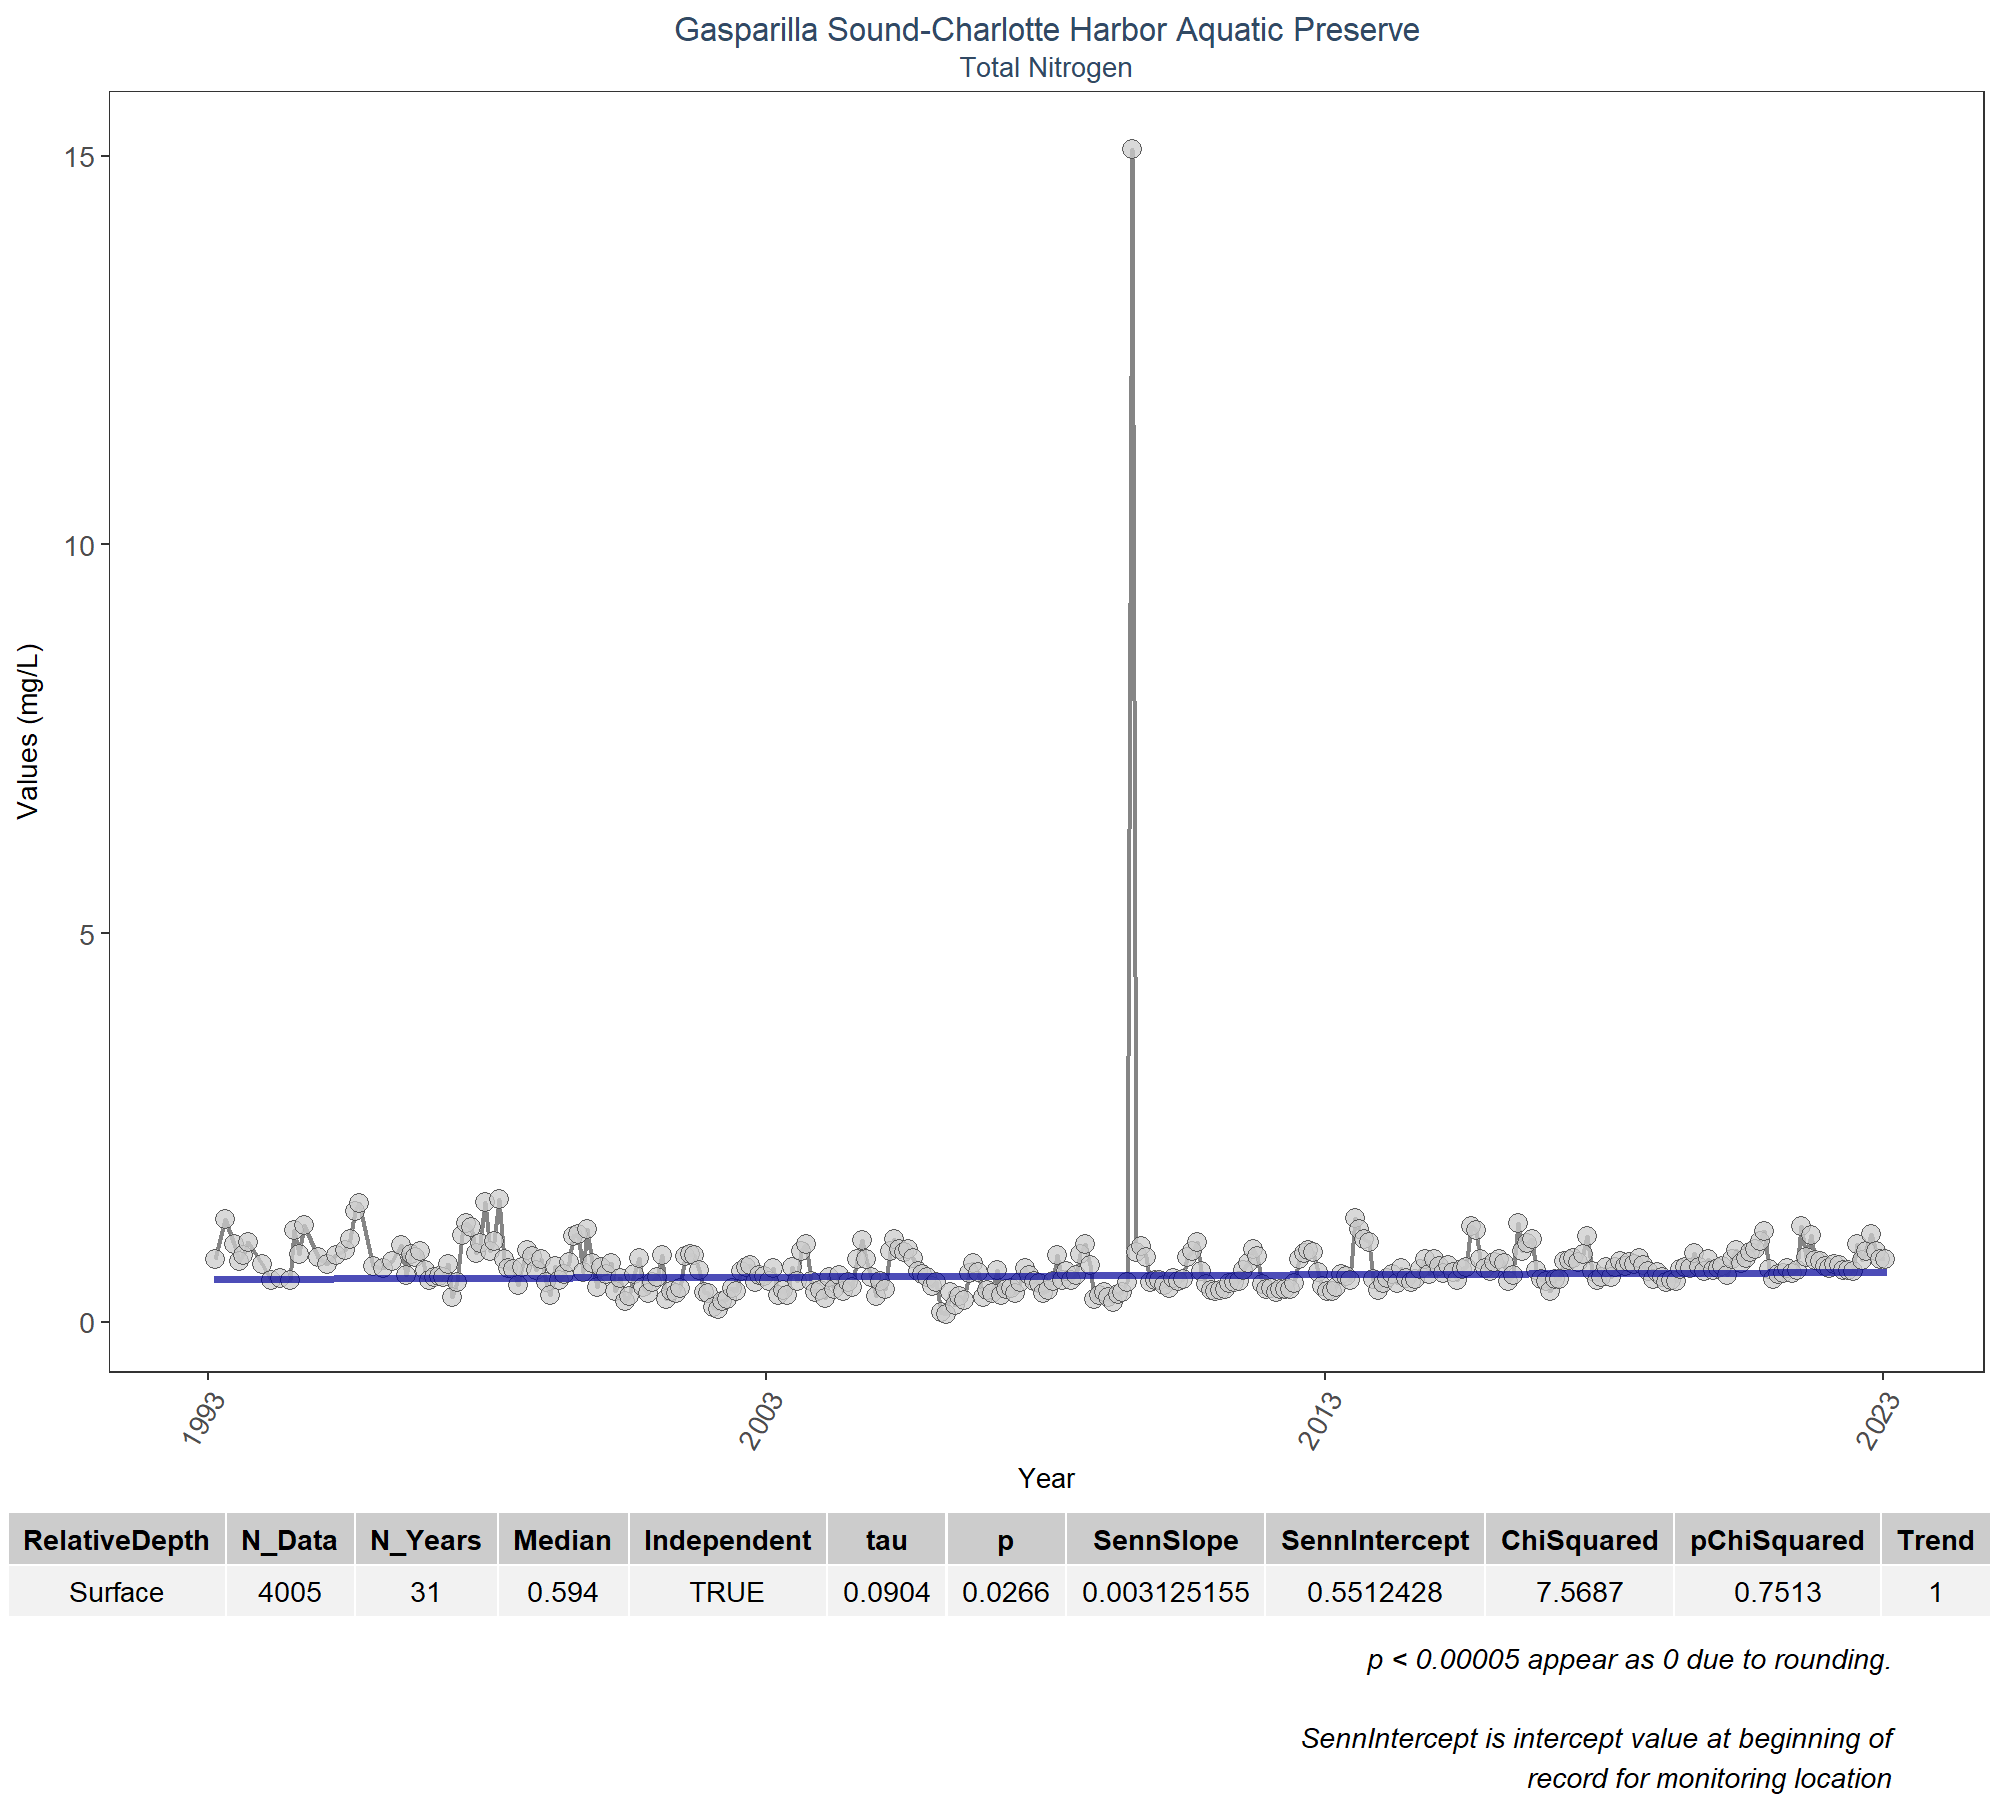 Gasparilla Sound-Charlotte Harbor Aquatic Preserve
Total Nitrogen
15
10
5
0
Values (mg/L)
1993
2003
2013
2023
Year
RelativeDepth N_Data N_Years Median Independent tau p SennSlope SennIntercept ChiSquared pChiSquared Trend
Surface 4005 31 0.594 TRUE 0.0904 0.0266 0.003125155 0.5512428 7.5687 0.7513 1
p < 0.00005 appear as 0 due to rounding.
SennIntercept is intercept value at beginning of
record for monitoring location